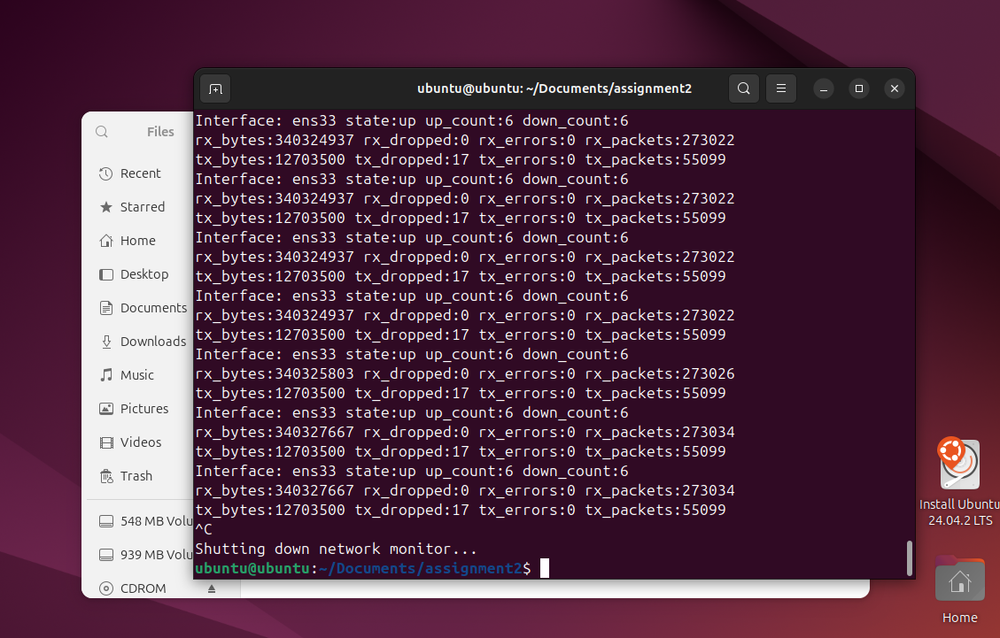 ubuntu@ubuntu: ~/Documents/assignment2
Files
Recent
Starred
Home
Desktop
Documents
Downloads
Music
Pictures
Videos
Trash
548 MB Volu
939 MB Volu
CDROM
Interface: ens33 state:up up_count:6 down_count:6
rx_bytes:340324937 rx_dropped:0 rx_errors:0 rx_packets:273022
tx_bytes:12703500 tx_dropped:17 tx_errors:0 tx_packets:55099
Interface: ens33 state:up up_count:6 down_count:6
rx_bytes:340324937 rx_dropped:0 rx_errors:0 rx_packets:273022
tx_bytes:12703500 tx_dropped:17 tx_errors:0 tx_packets:55099
Interface: ens33 state:up up_count:6 down_count:6
rx_bytes:340324937 rx_dropped:0 rx_errors:0 rx_packets:273022
tx_bytes:12703500 tx_dropped:17 tx_errors:0 tx_packets:55099
Interface: ens33 state:up up_count:6 down_count:6
rx_bytes:340324937 rx_dropped:0 rx_errors:0 rx_packets:273022
tx_bytes:12703500 tx_dropped:17 tx_errors:0 tx_packets:55099
Interface: ens33 state:up up_count:6 down_count:6
rx_bytes:340325803 rx_dropped:0 rx_errors:0 rx_packets:273026
tx_bytes:12703500 tx_dropped:17 tx_errors:0 tx_packets:55099
Interface: ens33 state:up up_count:6 down_count:6
rx_bytes:340327667 rx_dropped:0 rx_errors:0 rx_packets:273034
tx_bytes:12703500 tx_dropped:17 tx_errors:0 tx_packets:55099
Interface: ens33 state:up up_count:6 down_count:6
rx_bytes:340327667 rx_dropped:0 rx_errors:0 rx_packets:273034
tx_bytes:12703500 tx_dropped:17 tx_errors:0 tx_packets:55099
^C
Shutting down network monitor...
ubuntu@ubuntu:~/Documents/assignment2$
Install Ubuntu
24.04.2 LTS
Home